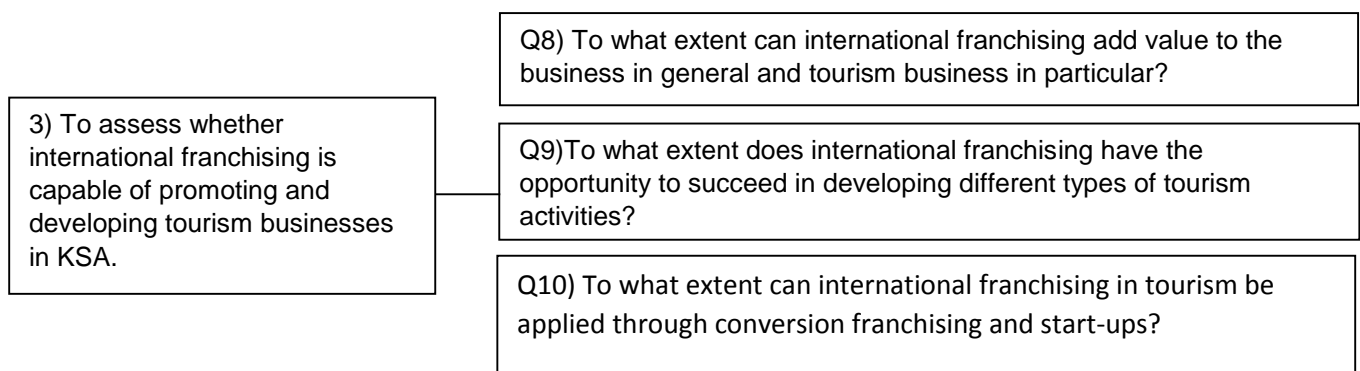 3) To assess whether
international franchising is
capable of promoting and
developing tourism businesses
in KSA.
Q8) To what extent can international franchising add value to the
business in general and tourism business in particular?
Q9)To what extent does international franchising have the
opportunity to succeed in developing different types of tourism
activities?
Q10) To what extent can international franchising in tourism be
applied through conversion franchising and start-ups?